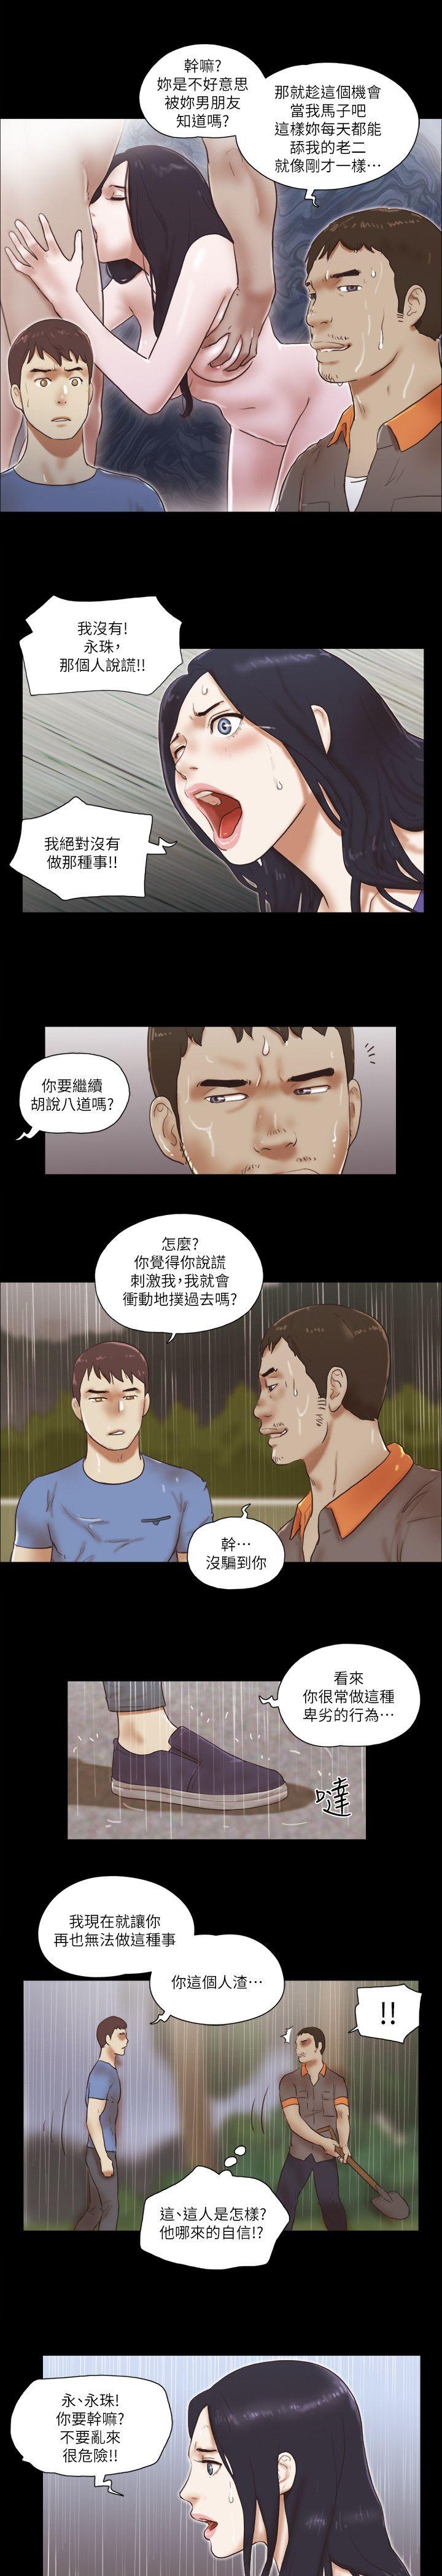 幹嘛?
妳是不好意思
被妳男朋友
知道嗎?
那就趁這個機會
當我馬子吧
這樣妳每天都能
舔我的老二
就像剛才一樣…
我沒有!
永珠,
那個人說謊!!
我絕對沒有
做那種事!!
你要繼續
胡說八道嗎?
怎麼?
你覺得你說謊
刺激我,我就會
衝動地撲過去嗎?
幹…
沒騙到你
看來
你很常做這種
卑劣的行為…
噠
我現在就讓你
再也無法做這種事
你這個人渣…
!!
這、這人是怎樣?
他哪來的自信!?
永、永珠!
你要幹嘛?
不要亂來
很危險!!